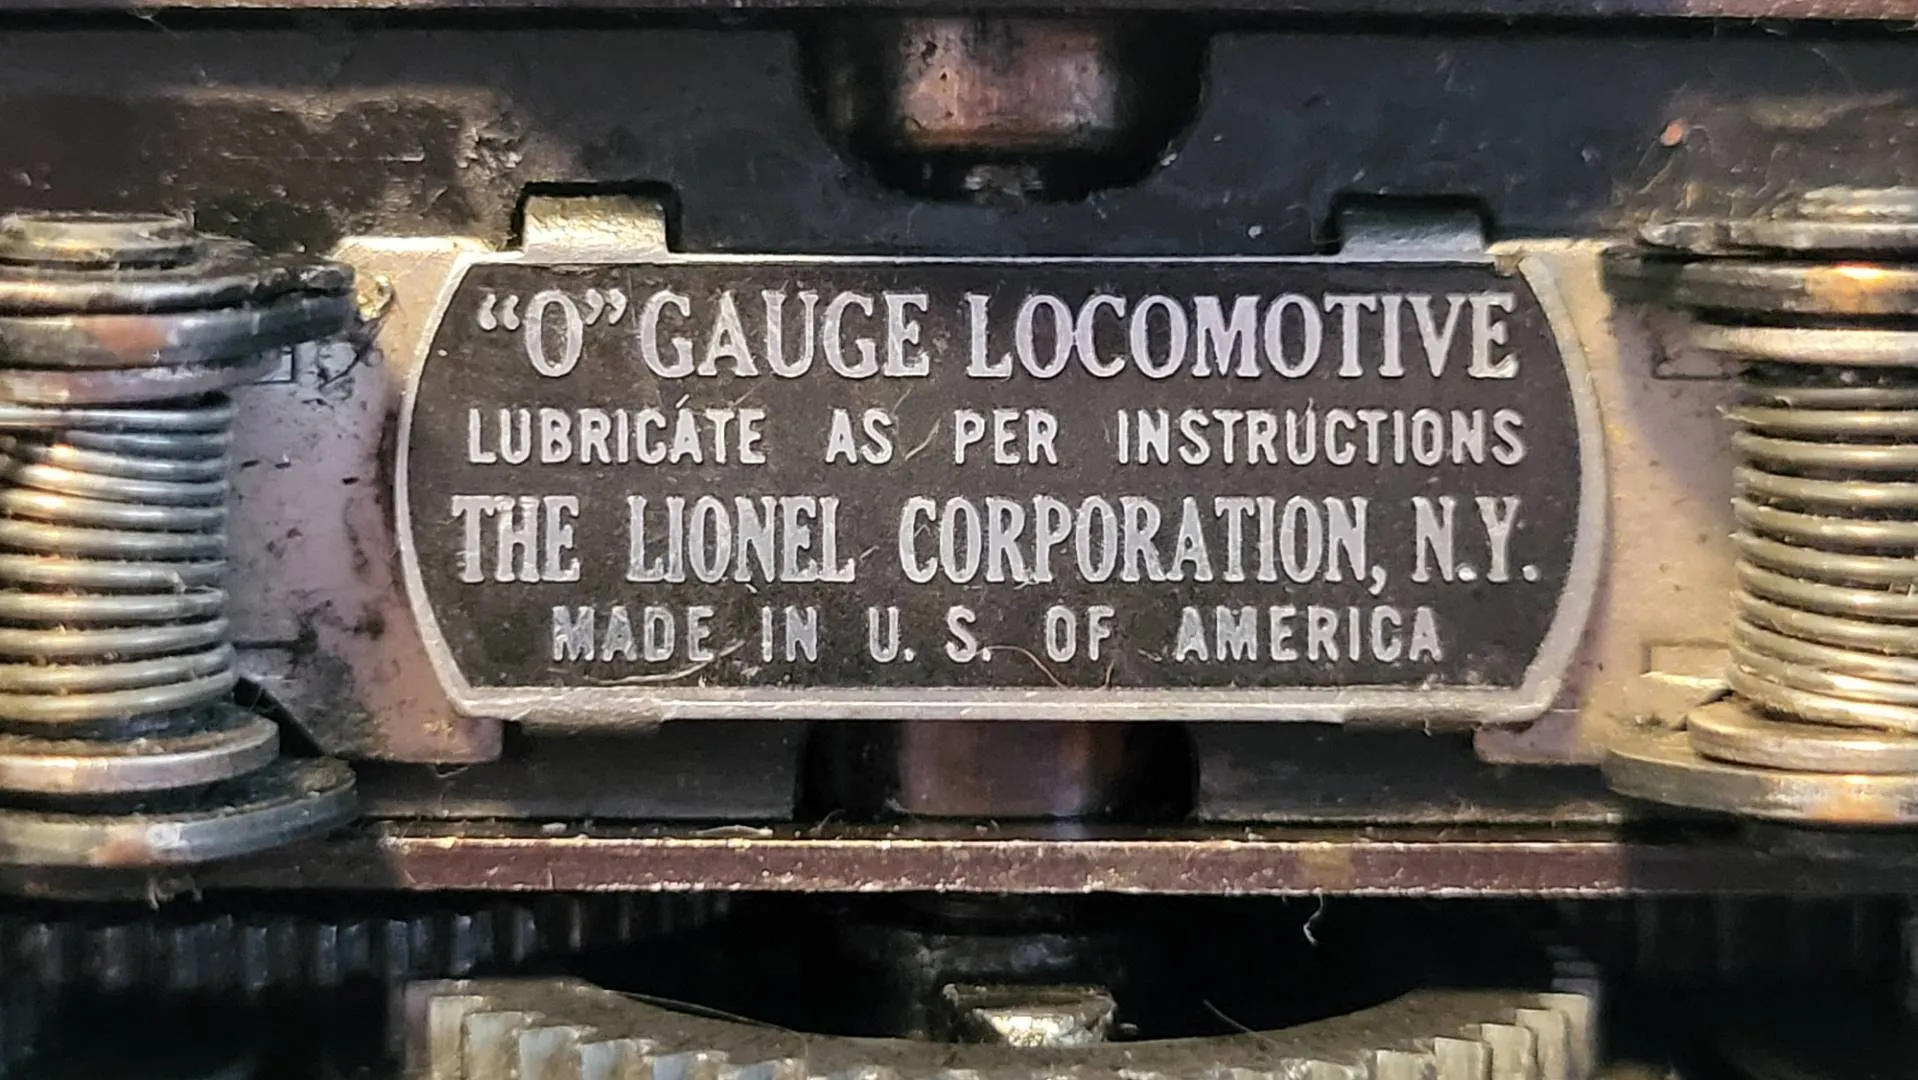 “O” GAUGE LOCOMOTIVE
LUBRICATE AS PER INSTRUCTIONS
THE LIONEL CORPORATION, N.Y.
MADE IN U. S. OF AMERICA